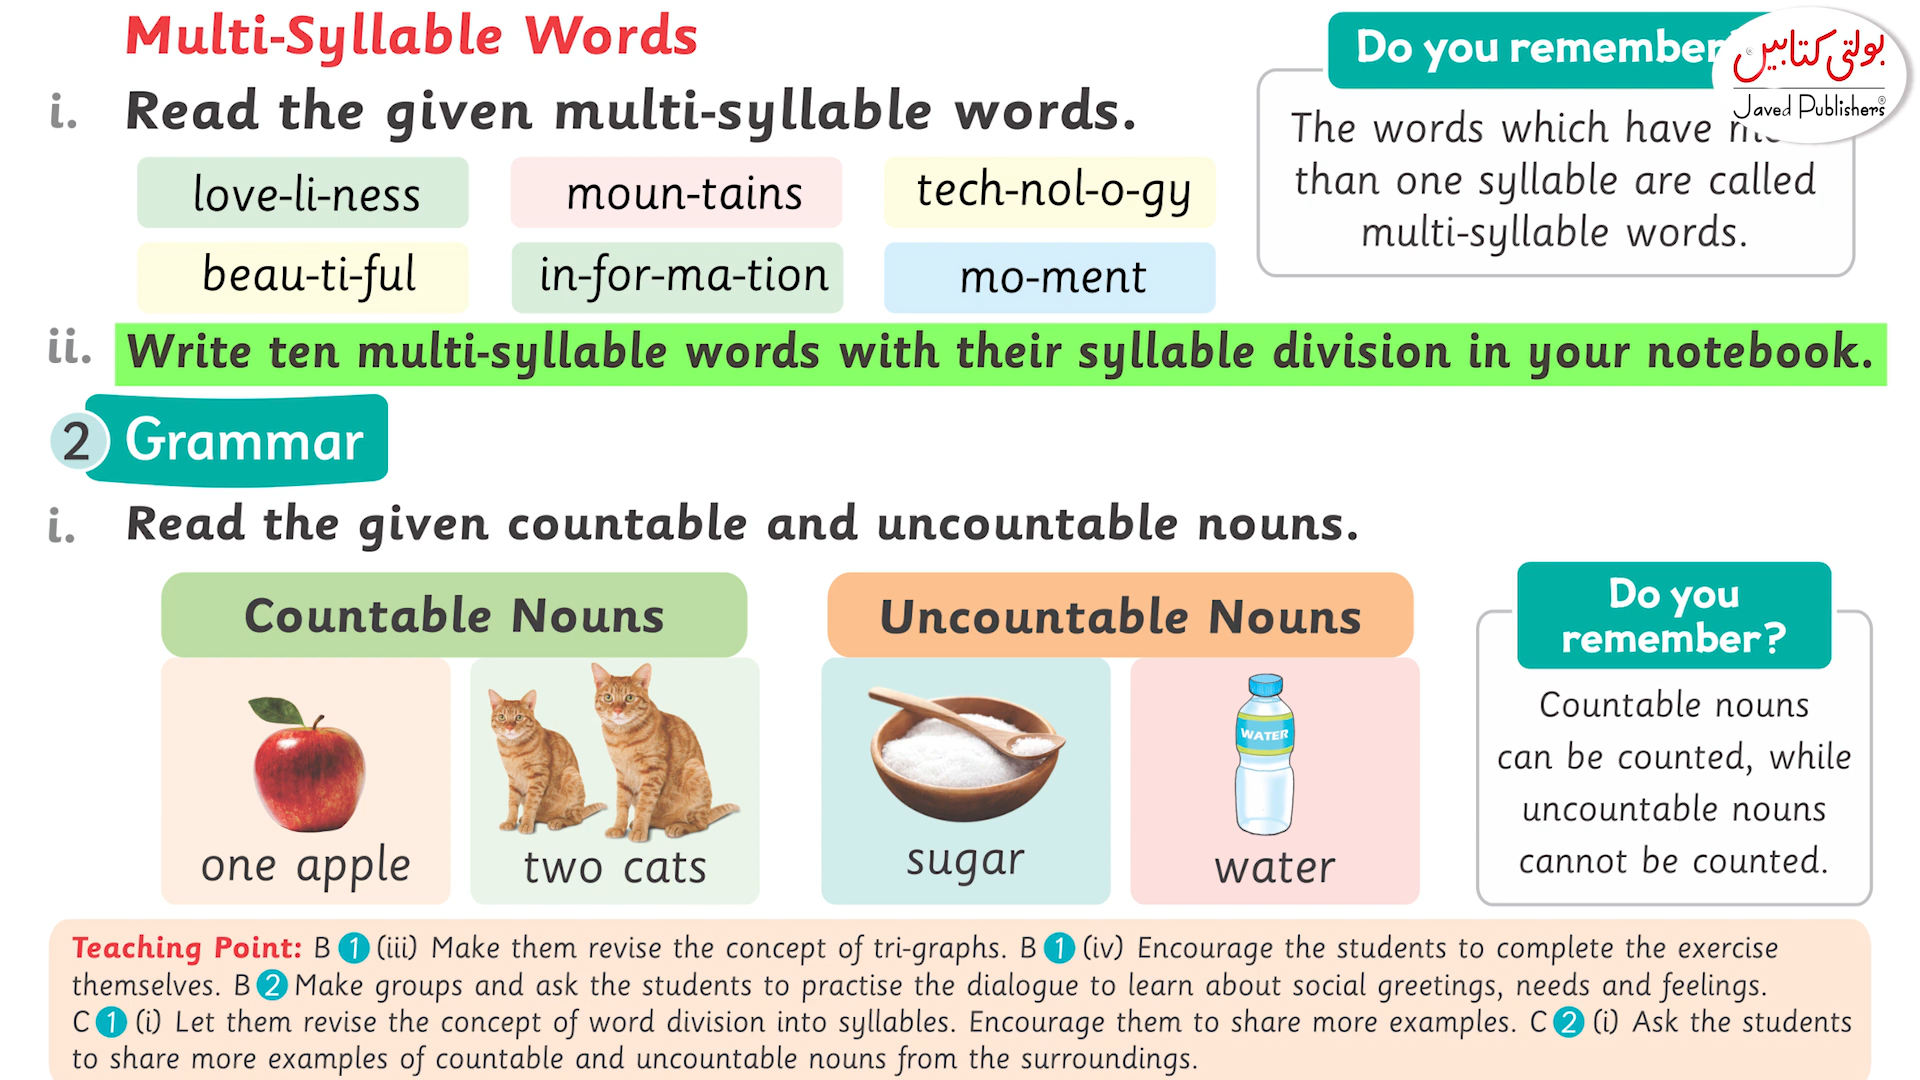 Multi-Syllable Words
i. Read the given multi-syllable words.
love-li-ness moun-tains tech-nol-o-gy
beau-ti-ful in-for-ma-tion mo-ment
Do you remember
بولتی کتابیں
Javed Publishers®
The words which have
than one syllable are called
multi-syllable words.
ii. Write ten multi-syllable words with their syllable division in your notebook.
2 Grammar
i. Read the given countable and uncountable nouns.
Countable Nouns
one apple two cats
Uncountable Nouns
WATER
sugar water
Do you
remember?
Countable nouns
can be counted, while
uncountable nouns
cannot be counted.
Teaching Point: B 1 (iii) Make them revise the concept of tri-graphs. B 1 (iv) Encourage the students to complete the exercise
themselves. B 2 Make groups and ask the students to practise the dialogue to learn about social greetings, needs and feelings.
C 1 (i) Let them revise the concept of word division into syllables. Encourage them to share more examples. C 2 (i) Ask the students
to share more examples of countable and uncountable nouns from the surroundings.